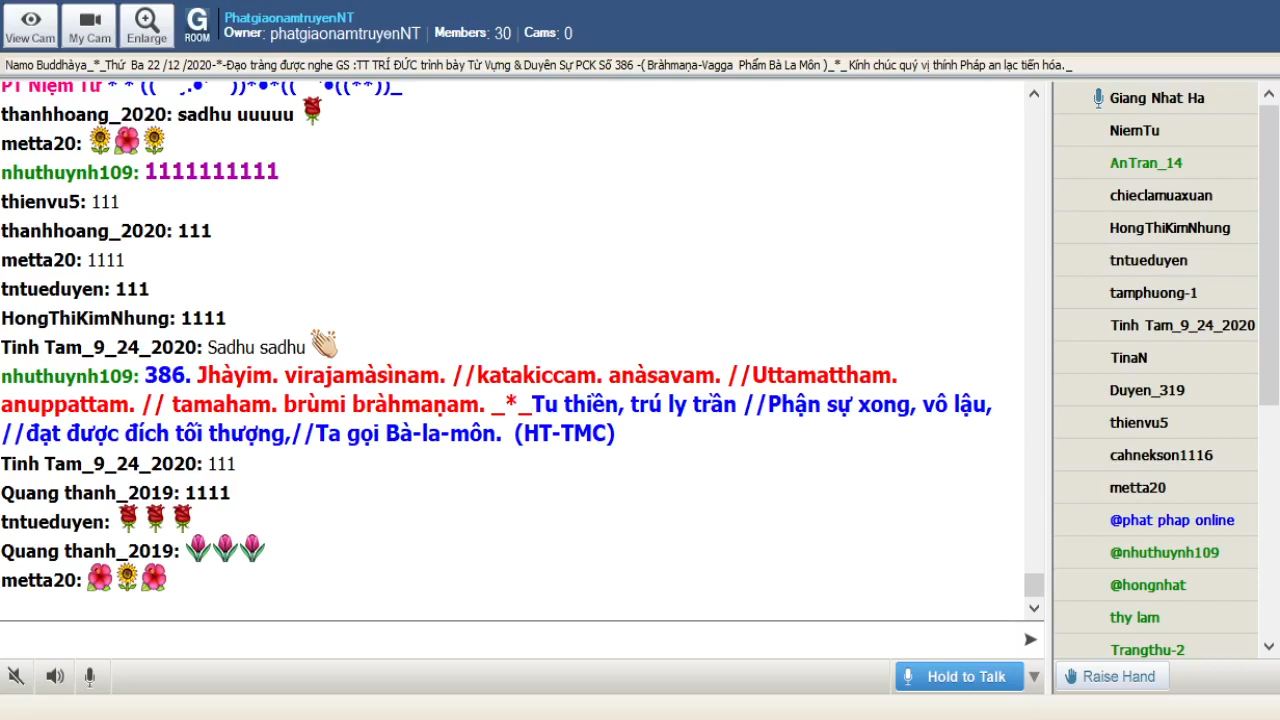 View Cam
My Cam
Enlarge
G
ROOM
PhatgiaonamtruyenNT
Owner: phatgiaonamtruyenNT | Members: 30 | Cams: 0
Namo Buddhàya_*_Thứ Ba 22 /12 /2020-*-Đạo tràng được nghe GS :TT TRÍ ĐỨC trình bày Từ Vựng & Duyên Sự PCK Số 386 -( Bràhmaṇa-Vagga Phẩm Bà La Môn )_*_ Kính chúc quý vị thính Pháp an lạc tiến hóa._
PT Niệm Từ
thanhhoang_2020: sadhu uuuuu
metta20:
nhuthuynh109: 1111111111
thienvu5: 111
thanhhoang_2020: 111
metta20: 1111
tntueduyen: 111
HongThiKimNhung: 1111
Tinh Tam_9_24_2020: Sadhu sadhu
nhuthuynh109: 386. Jhàyim. virajamàsìnam. //katakiccam. anàsavam. //Uttamattham.
anuppattam. // tamaham. brùmi bràhmaṇam. _*_Tu thiền, trú ly trần //Phận sự xong, vô lậu,
//đạt được đích tối thượng,//Ta gọi Bà-la-môn. (HT-TMC)
Tinh Tam_9_24_2020: 111
Quang thanh_2019: 1111
tntueduyen:
Quang thanh_2019:
metta20:
Hold to Talk
Giang Nhat Ha
NiemTu
AnTran_14
chieclamuaxuan
HongThiKimNhung
tntueduyen
tamphuong-1
Tinh Tam_9_24_2020
TinaN
Duyen_319
thienvu5
cahnekson1116
metta20
@phat phap online
@nhuthuynh109
@hongnhat
thy lam
Trangthu-2
Raise Hand